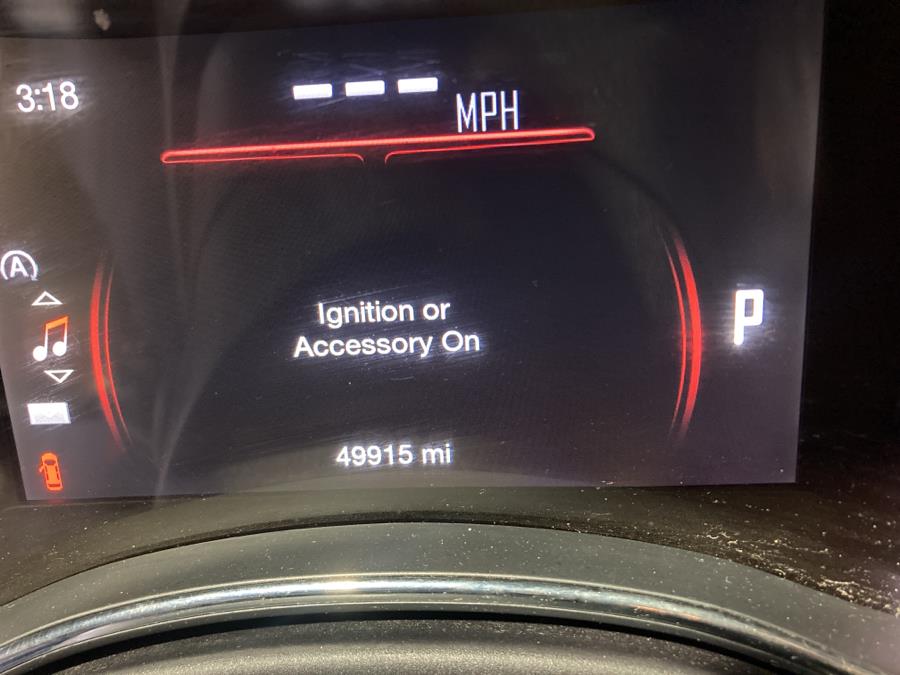 3:18
MPH
A
Ignition or
Accessory On
P
49915 mi